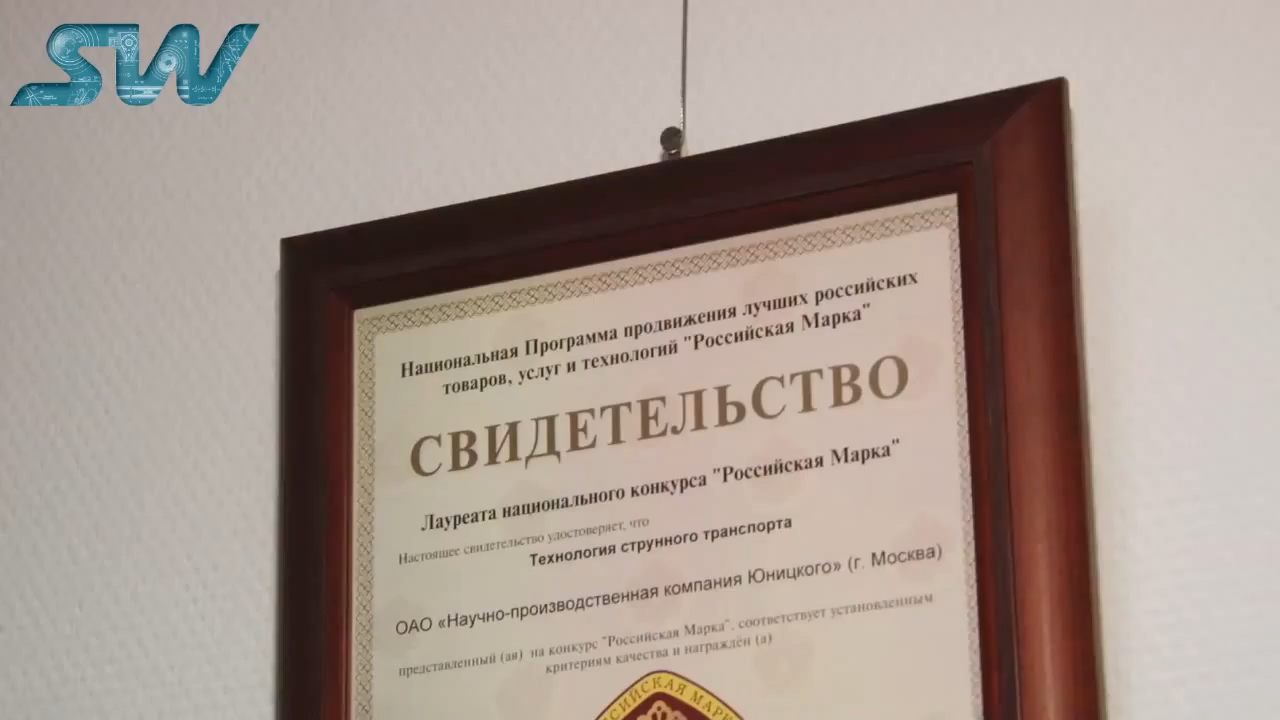 SW
Национальная Программа продвижения лучших российских
товаров, услуг и технологий "Российская Марка"
СВИДЕТЕЛЬСТВО
Лауреата национального конкурса "Российская Марка"
Настоящее свидетельство удостоверяет, что
Технология струнного транспорта
ОАО «Научно-производственная компания Юницкого» (г. Москва)
представленный (ая) на конкурс "Российская Марка", соответствует установленным
критериям качества и награждён (а)